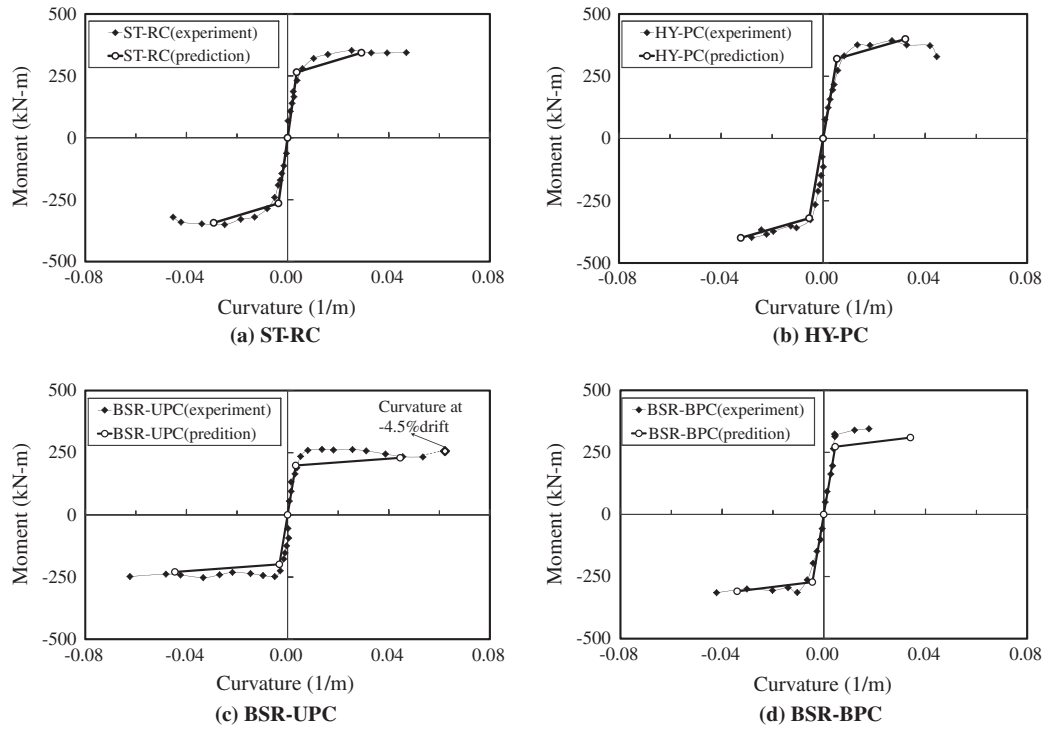 500
250
0
-250
-500
Moment (kN-m)
ST-RC(experiment)
ST-RC(prediction)
-0.08
-0.04
0.00
0.04
0.08
Curvature (1/m)
(a) ST-RC
500
250
0
-250
-500
Moment (kN-m)
HY-PC(experiment)
HY-PC(prediction)
-0.08
-0.04
0.00
0.04
0.08
Curvature (1/m)
(b) HY-PC
500
250
0
-250
-500
Moment (kN-m)
BSR-UPC(experiment)
BSR-UPC(predition)
Curvature at
-4.5%drift
-0.08
-0.04
0.00
0.04
0.08
Curvature (1/m)
(c) BSR-UPC
500
250
0
-250
-500
Moment (kN-m)
BSR-BPC(experiment)
BSR-BPC(predition)
-0.08
-0.04
0.00
0.04
0.08
Curvature (1/m)
(d) BSR-BPC